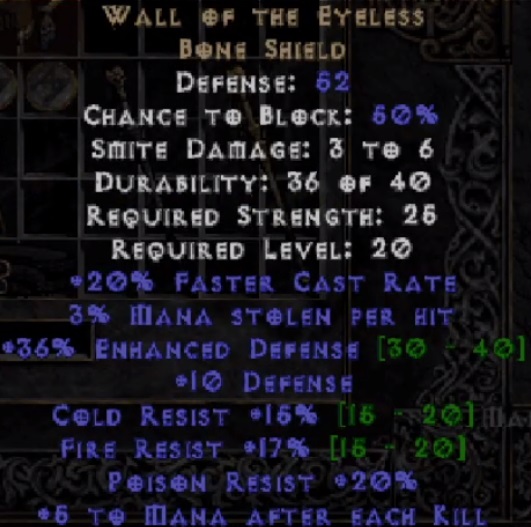 Wall of the Eyeless
Bone Shield
Defense: 52
Chance to Block: 50%
Smite Damage: 3 to 6
Durability: 36 of 40
Required Strength: 25
Required Level: 20
+20% Faster Cast Rate
3% Mana stolen per hit
+36% Enhanced Defense [30 - 40]
+10 Defense
Cold Resist +15% [15 - 20]
Fire Resist +17% [15 - 20]
Poison Resist +20%
+5 to Mana after each Kill